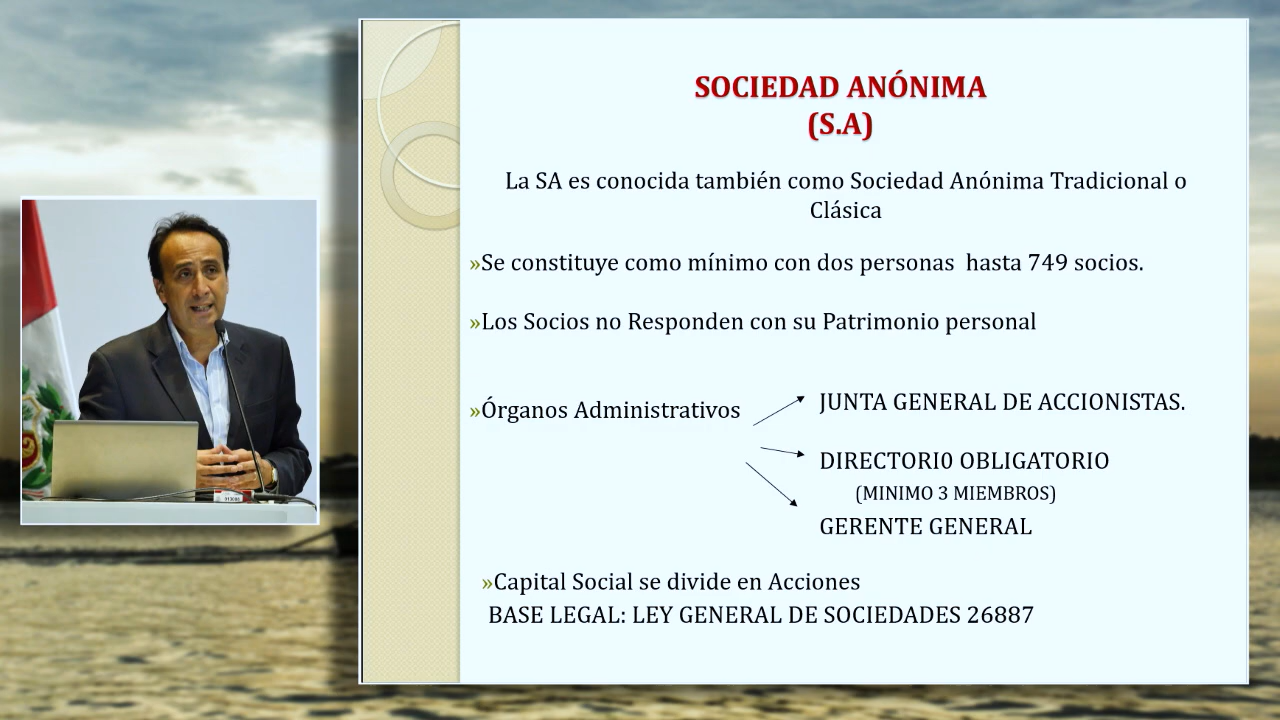 SOCIEDAD ANÓNIMA
(S.A)
La SA es conocida también como Sociedad Anónima Tradicional o
Clásica
»Se constituye como mínimo con dos personas hasta 749 socios.
»Los Socios no Responden con su Patrimonio personal
»Órganos Administrativos
JUNTA GENERAL DE ACCIONISTAS.
DIRECTORI0 OBLIGATORIO
(MINIMO 3 MIEMBROS)
GERENTE GENERAL
»Capital Social se divide en Acciones
BASE LEGAL: LEY GENERAL DE SOCIEDADES 26887